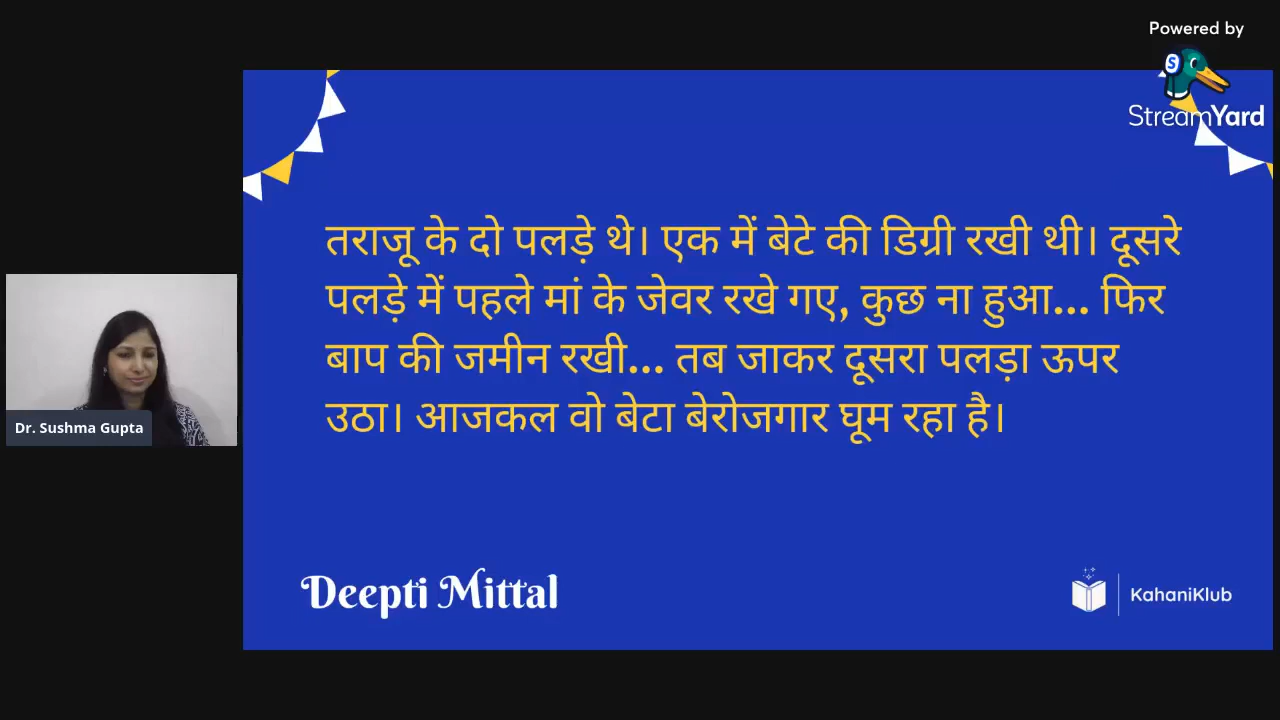 Powered by
StreamYard
तराजू के दो पलड़े थे। एक में बेटे की डिग्री रखी थी। दूसरे
पलड़े में पहले मां के जेवर रखे गए, कुछ ना हुआ... फिर
बाप की जमीन रखी... तब जाकर दूसरा पलड़ा ऊपर
उठा। आजकल वो बेटा बेरोजगार घूम रहा है।
Dr. Sushma Gupta
Deepti Mittal
KahaniKlub